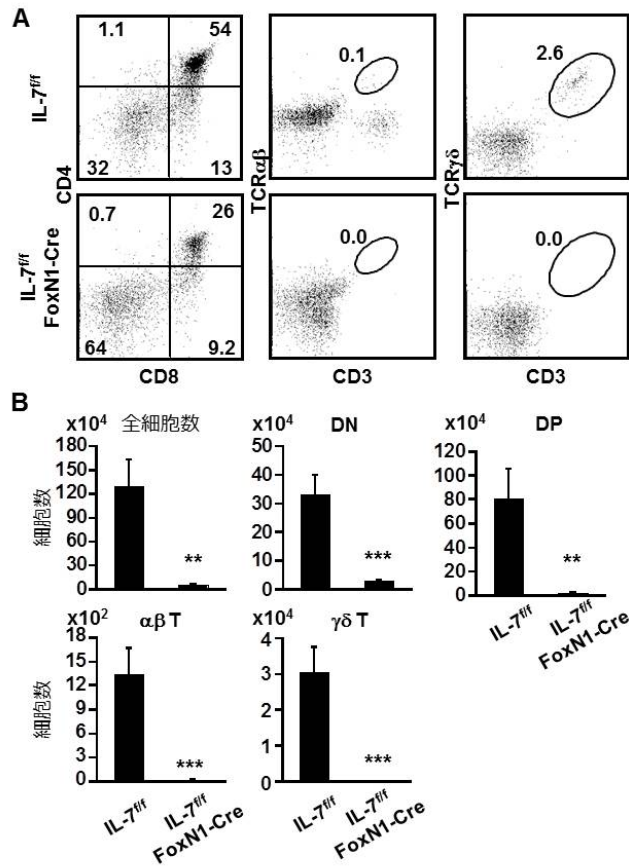 A
IL-7f/f
1.1 54
32 13
CD4
0.1
TCRαβ
2.6
TCRγδ
IL-7f/f
FoxN1-Cre
0.7 26
64 9.2
0.0
0.0
CD8
CD3
CD3
B
x10⁴ 全細胞数
細胞数
180
150
120
90
60
30
0
**
x10⁴ DN
50
40
30
20
10
0
***
x10⁴ DP
120
100
80
60
40
20
0
**
IL-7f/f
IL-7f/f
FoxN1-Cre
x10² αβ T
細胞数
18
15
12
9
6
3
0
***
IL-7f/f
IL-7f/f
FoxN1-Cre
x10⁴ γδ T
4
3
2
1
0
***
IL-7f/f
IL-7f/f
FoxN1-Cre